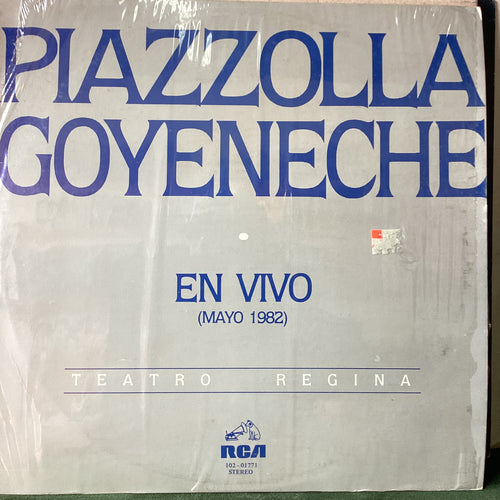 PIAZZOLLA
GOYENECHE
EN VIVO
(MAYO 1982)
TEATRO REGINA
RCA
102-01771
STEREO